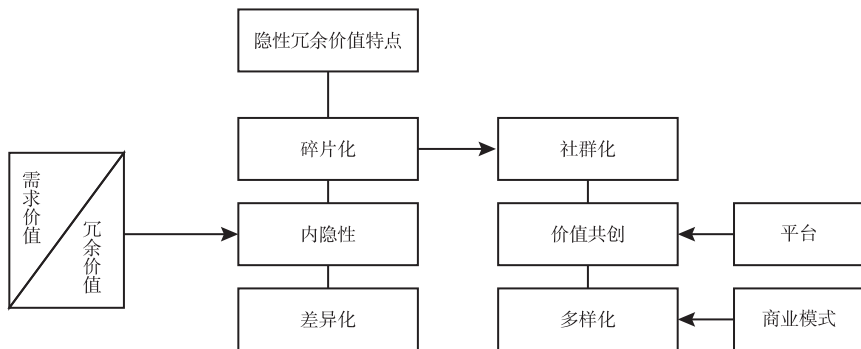 隐性冗余价值特点
碎片化
社群化
需求价值
冗余价值
内隐性
价值共创
平台
差异化
多样化
商业模式